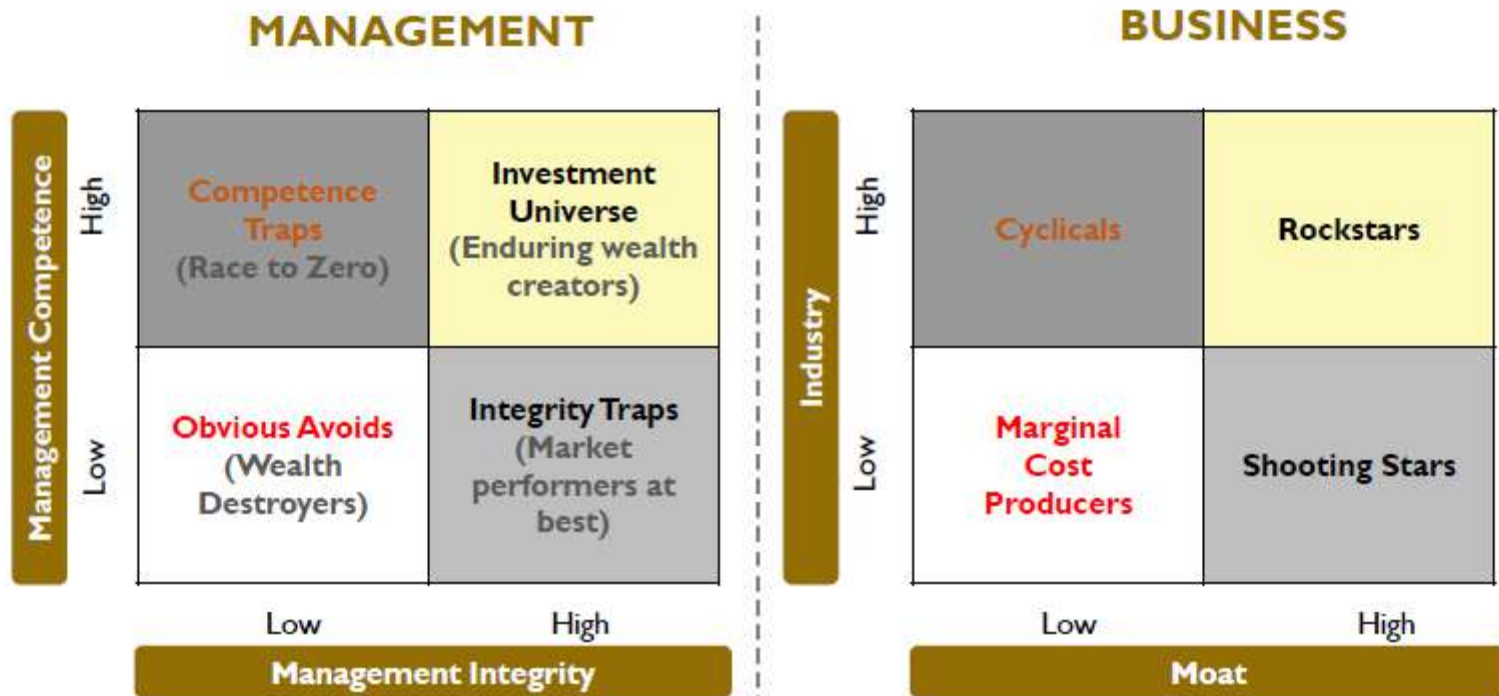 MANAGEMENT
Management Competence
High
Low
Competence
Traps
(Race to Zero)
Investment
Universe
(Enduring wealth
creators)
Obvious Avoids
(Wealth
Destroyers)
Integrity Traps
(Market
performers at
best)
Low
High
Management Integrity
BUSINESS
Industry
High
Low
Cyclicals
Rockstars
Marginal
Cost
Producers
Shooting Stars
Low
High
Moat